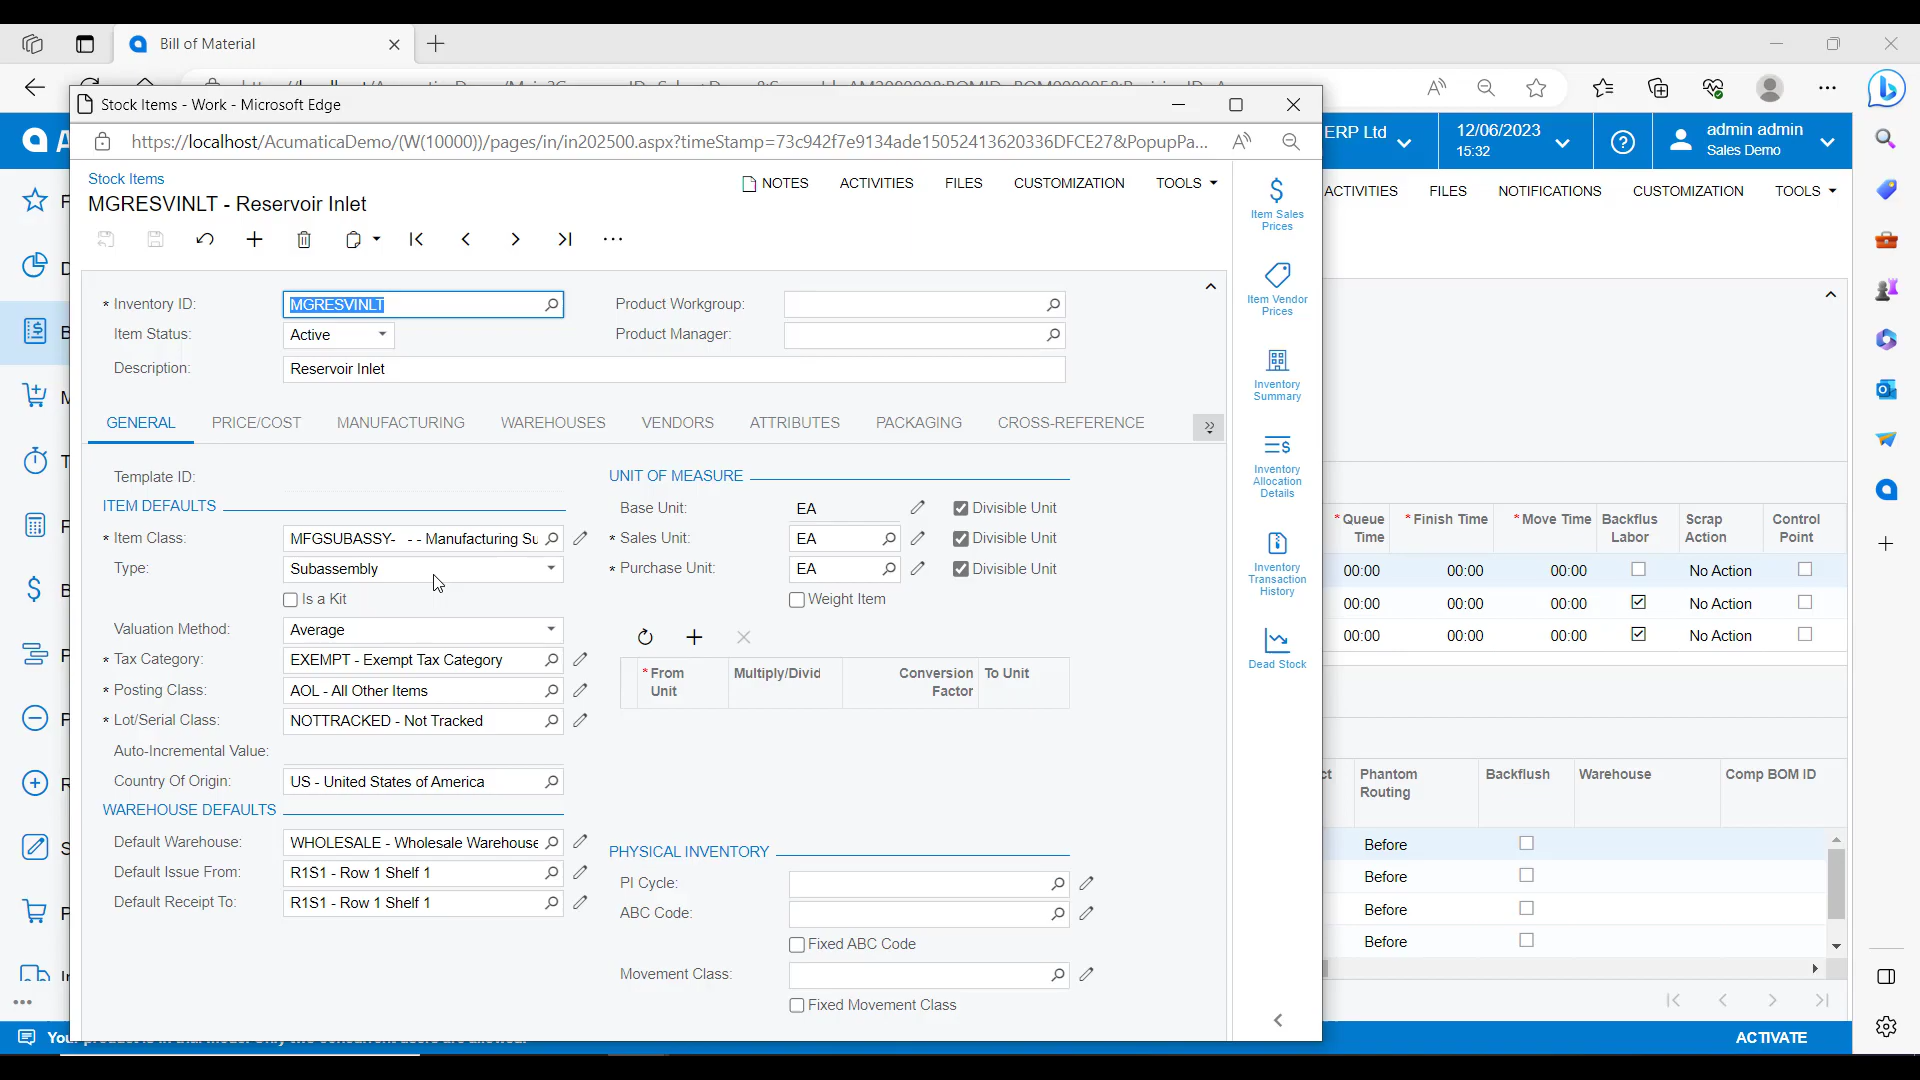 Bill of Material
Stock Items - Work - Microsoft Edge
https://localhost/AcumaticaDemo/(W(10000))/pages/in/in202500.aspx?timeStamp=73c942f7e9134ade15052413620336DFCE27&PopupPa...
ERP Ltd
12/06/2023
15:32
admin admin
Sales Demo
Stock Items
MGRESVINLT - Reservoir Inlet
NOTES ACTIVITIES FILES CUSTOMIZATION TOOLS
ACTIVITIES FILES NOTIFICATIONS CUSTOMIZATION TOOLS
Item Sales
Prices
Item Vendor
Prices
Inventory
Summary
Inventory
Allocation
Details
Inventory
Transaction
History
Dead Stock
* Inventory ID: MGRESVINLT
Product Workgroup:
Item Status: Active
Product Manager:
Description: Reservoir Inlet
GENERAL PRICE/COST MANUFACTURING WAREHOUSES VENDORS ATTRIBUTES PACKAGING CROSS-REFERENCE
Template ID:
ITEM DEFAULTS
* Item Class: MFGSUBASSY- - - Manufacturing Su
Type: Subassembly
Is a Kit
Valuation Method: Average
* Tax Category: EXEMPT - Exempt Tax Category
* Posting Class: AOL - All Other Items
* Lot/Serial Class: NOTTRACKED - Not Tracked
Auto-Incremental Value:
Country Of Origin: US - United States of America
WAREHOUSE DEFAULTS
Default Warehouse: WHOLESALE - Wholesale Warehouse
Default Issue From: R1S1 - Row 1 Shelf 1
Default Receipt To: R1S1 - Row 1 Shelf 1
UNIT OF MEASURE
Base Unit: EA Divisible Unit
* Sales Unit: EA Divisible Unit
* Purchase Unit: EA Divisible Unit
Weight Item
* From
Unit
Multiply/Divid
Conversion
Factor
To Unit
PHYSICAL INVENTORY
PI Cycle:
ABC Code:
Fixed ABC Code
Movement Class:
Fixed Movement Class
* Queue
Time
* Finish Time
* Move Time
Backflus
Labor
Scrap
Action
Control
Point
00:00 00:00 00:00 No Action
00:00 00:00 00:00 No Action
00:00 00:00 00:00 No Action
ct
Phantom
Routing
Backflush
Warehouse
Comp BOM ID
Before
Before
Before
Before
ACTIVATE